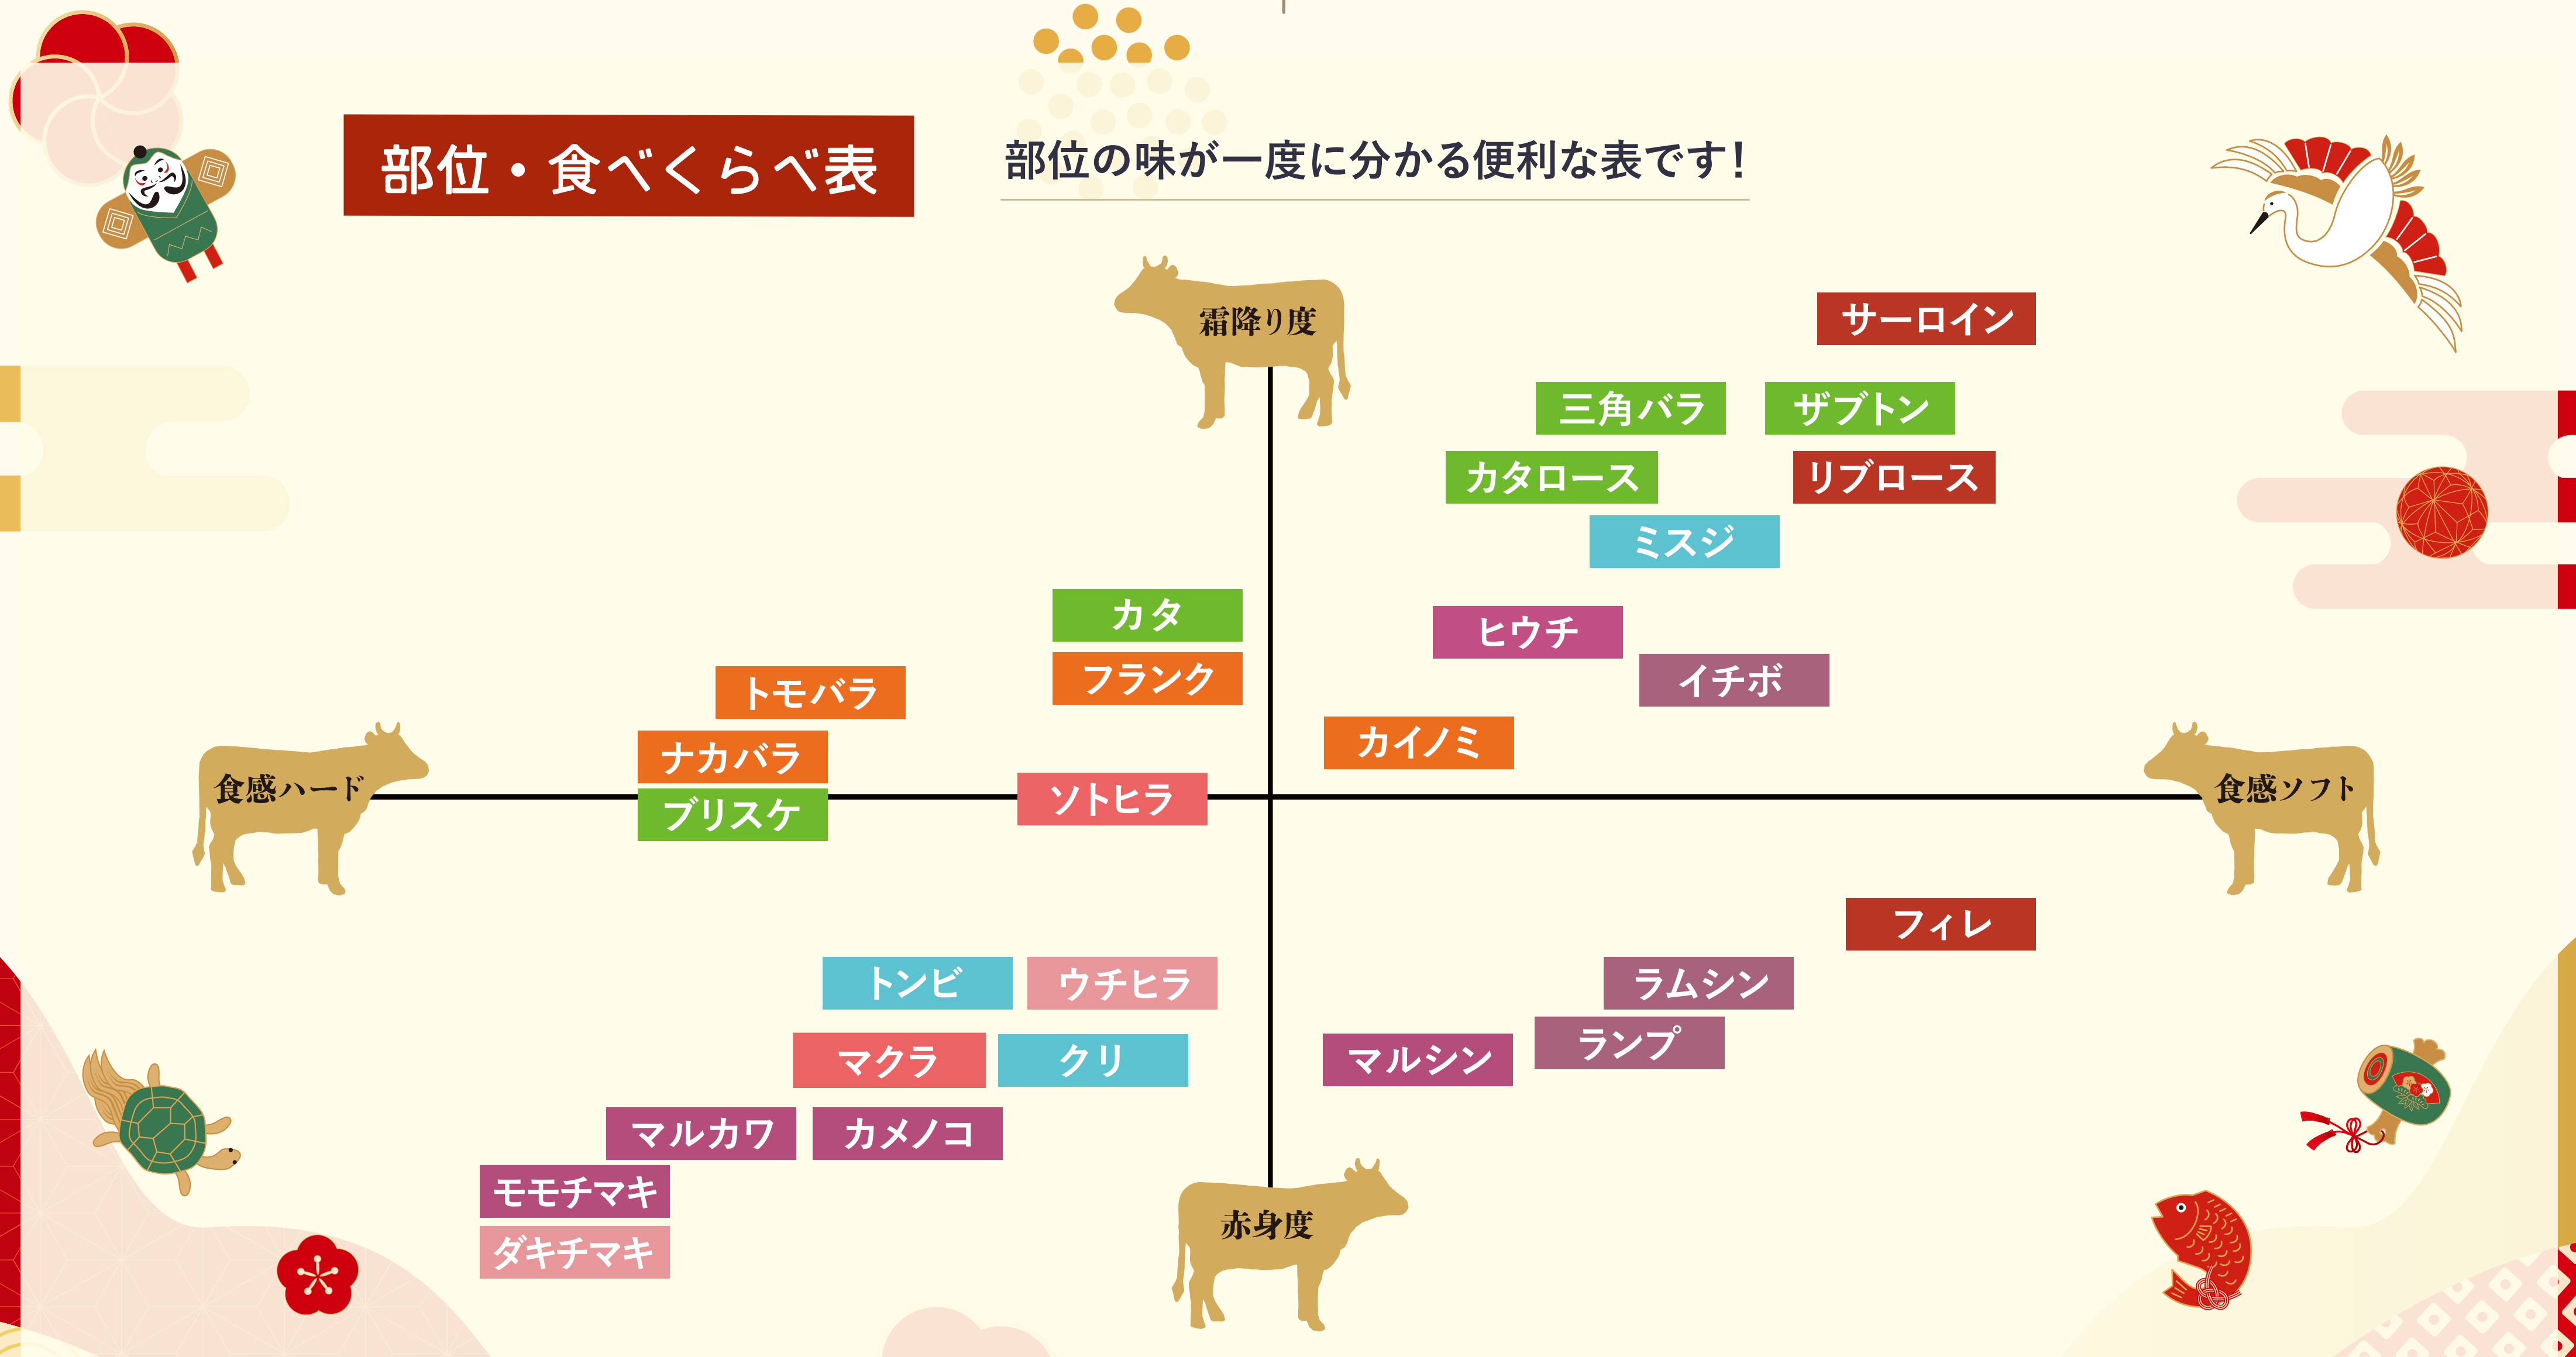 部位・食べくらべ表
部位の味が一度に分かる便利な表です！
霜降り度
サーロイン
三角バラ
ザブトン
カタロース
リブロース
ミスジ
カタ
ヒウチ
フランク
イチボ
トモバラ
カイノミ
ナカバラ
食感ハード
食感ソフト
ソトヒラ
ブリスケ
フィレ
トンビ
ウチヒラ
ラムシン
ランプ
マクラ
クリ
マルシン
マルカワ
カメノコ
モモチマキ
赤身度
ダキチマキ